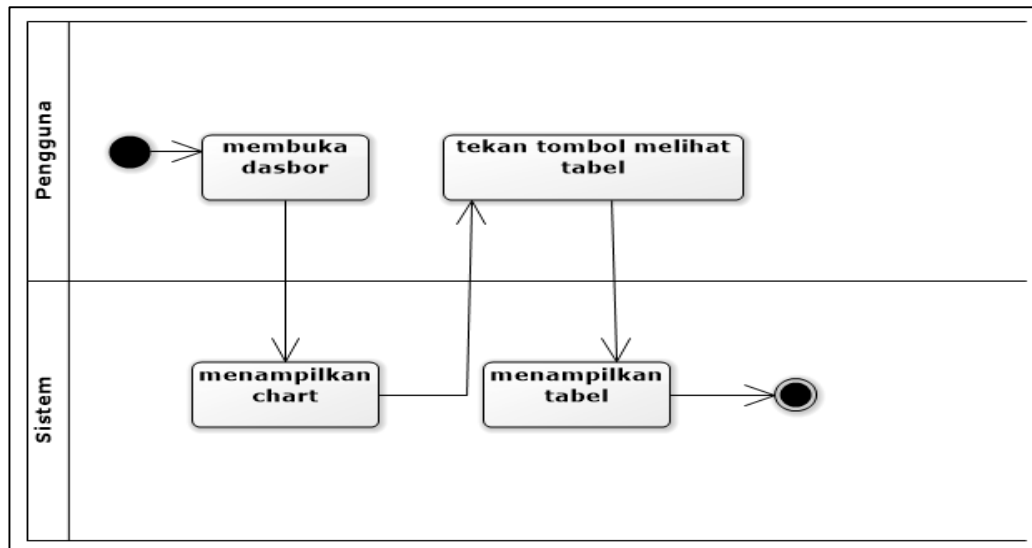 Pengguna
membuka
dasbor
tekan tombol melihat
tabel
Sistem
menampilkan
chart
menampilkan
tabel